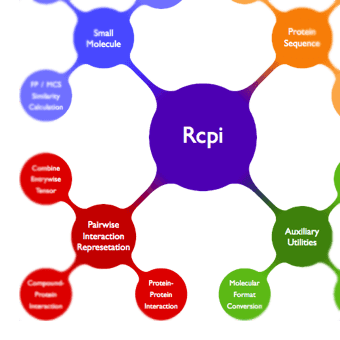 Small
Molecule
Protein
Sequence
FP / MCS
Similarity
Calculation
Rcpi
Combine
Entrywise
Tensor
Pairwise
Interaction
Represetation
Auxiliary
Utilities
Compound-
Protein
Interaction
Protein-
Protein
Interaction
Molecular
Format
Conversion